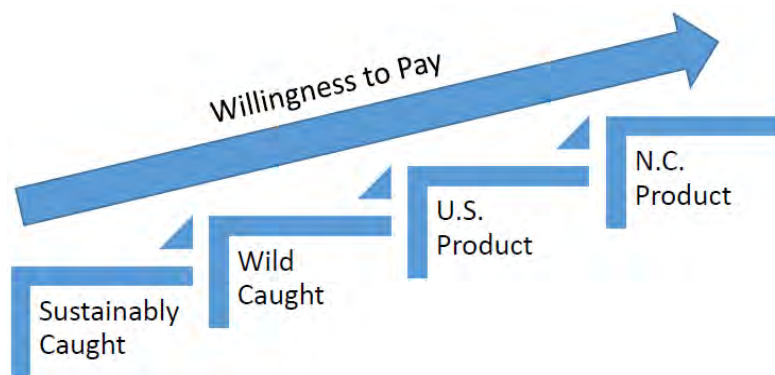 Willingness to Pay
N.C.
Product
U.S.
Product
Wild
Caught
Sustainably
Caught